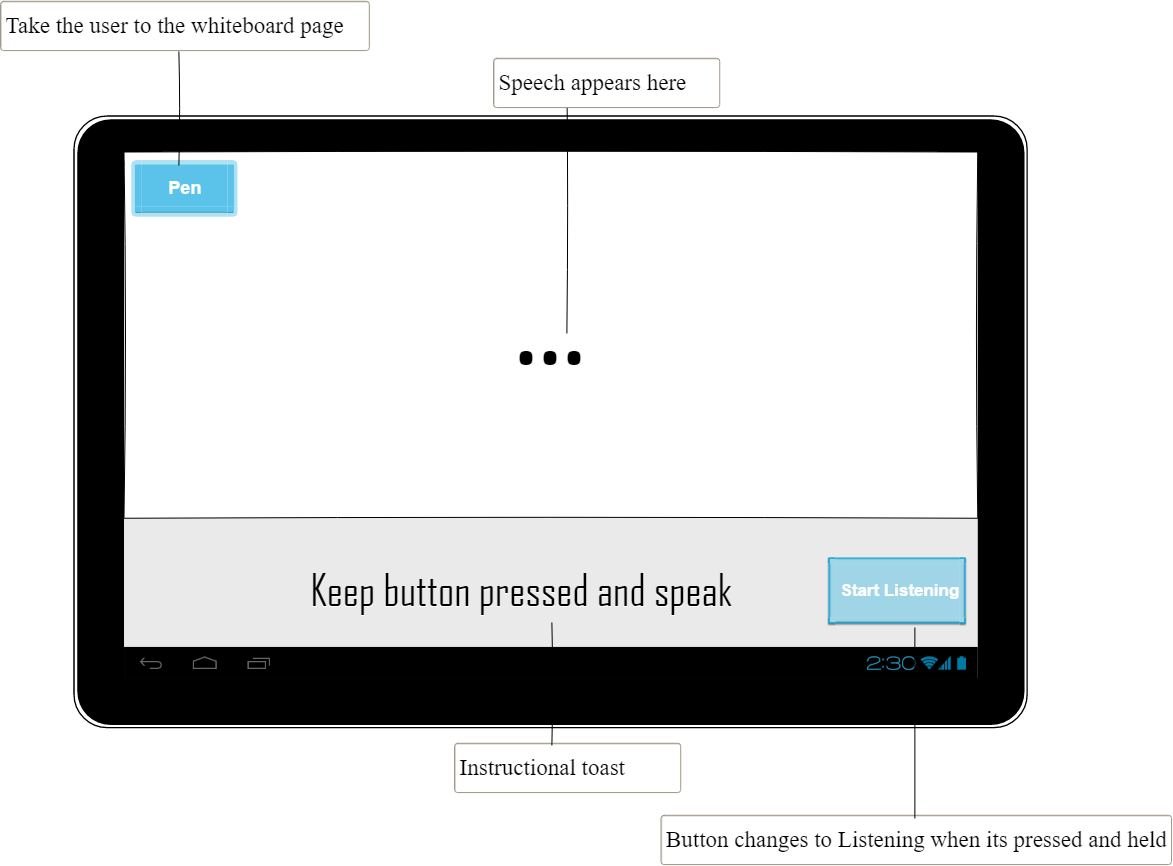 Take the user to the whiteboard page
Speech appears here
Pen
...
Keep button pressed and speak
Start Listening
2:30
Instructional toast
Button changes to Listening when its pressed and held